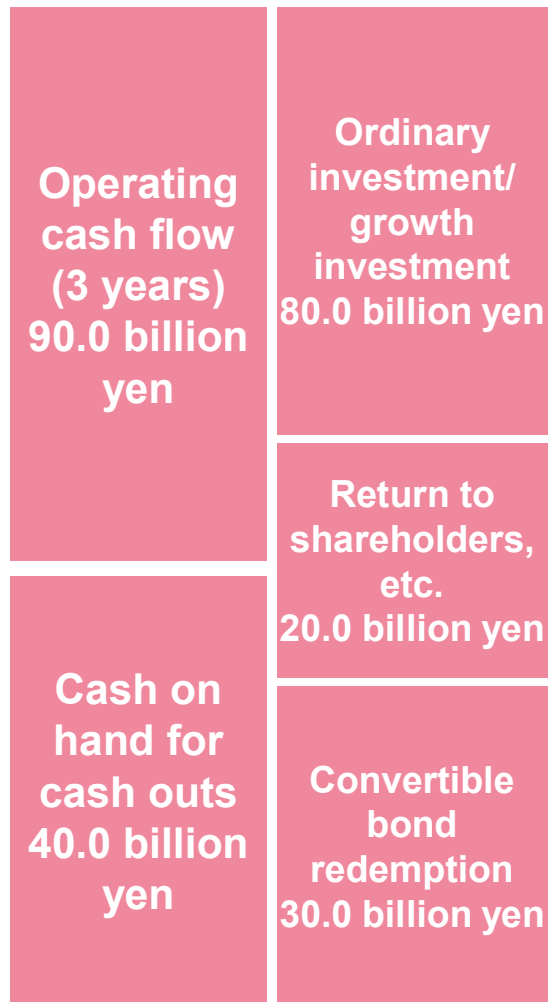 Operating
cash flow
(3 years)
90.0 billion
yen
Cash on
hand for
cash outs
40.0 billion
yen
Ordinary
investment/
growth
investment
80.0 billion yen
Return to
shareholders,
etc.
20.0 billion yen
Convertible
bond
redemption
30.0 billion yen